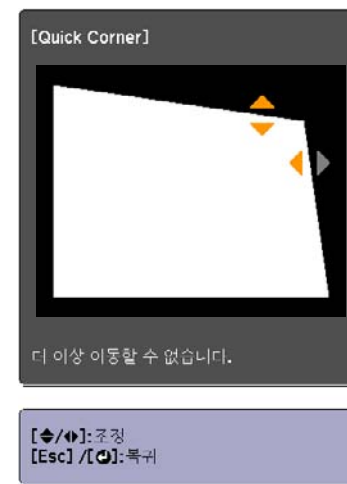 [Quick Corner]
더 이상 이동할 수 없습니다.
[◆/◆]:조정
[Esc] /[↵]:복귀